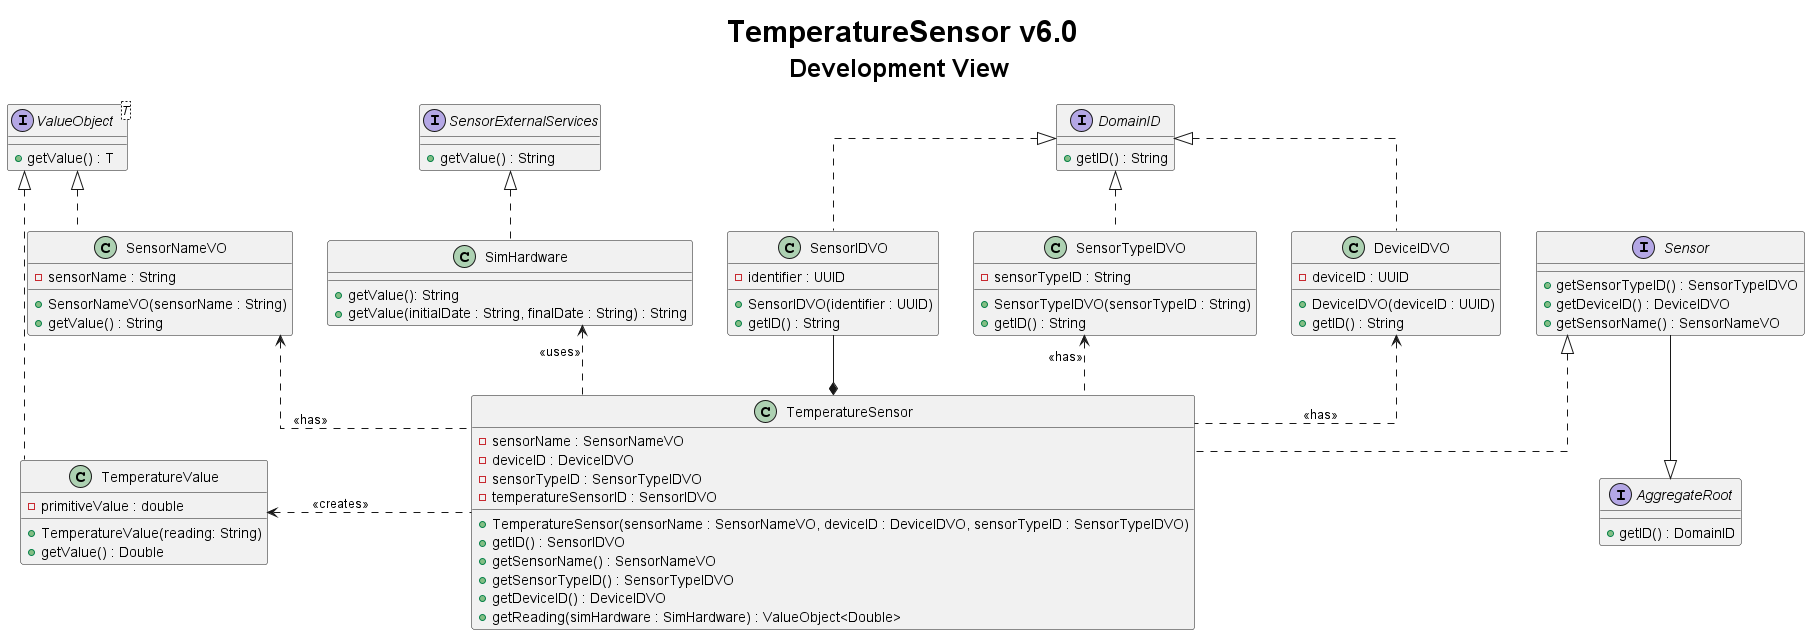 TemperatureSensor v6.0
Development View
I ValueObject T
getValue() : T
I SensorExternalServices
getValue() : String
I DomainID
getID() : String
C SensorNameVO
sensorName : String
SensorNameVO(sensorName : String)
getValue() : String
C SimHardware
getValue(): String
getValue(initialDate : String, finalDate : String) : String
C SensorIDVO
identifier : UUID
SensorIDVO(identifier : UUID)
getID() : String
C SensorTypeIDVO
sensorTypeID : String
SensorTypeIDVO(sensorTypeID : String)
getID() : String
C DeviceIDVO
deviceID : UUID
DeviceIDVO(deviceID : UUID)
getID() : String
I Sensor
getSensorTypeID() : SensorTypeIDVO
getDeviceID() : DeviceIDVO
getSensorName() : SensorNameVO
«uses»
«has»
«has»
«has»
C TemperatureSensor
sensorName : SensorNameVO
deviceID : DeviceIDVO
sensorTypeID : SensorTypeIDVO
temperatureSensorID : SensorIDVO
TemperatureSensor(sensorName : SensorNameVO, deviceID : DeviceIDVO, sensorTypeID : SensorTypeIDVO)
getID() : SensorIDVO
getSensorName() : SensorNameVO
getSensorTypeID() : SensorTypeIDVO
getDeviceID() : DeviceIDVO
getReading(simHardware : SimHardware) : ValueObject<Double>
C TemperatureValue
primitiveValue : double
TemperatureValue(reading: String)
getValue() : Double
«creates»
I AggregateRoot
getID() : DomainID